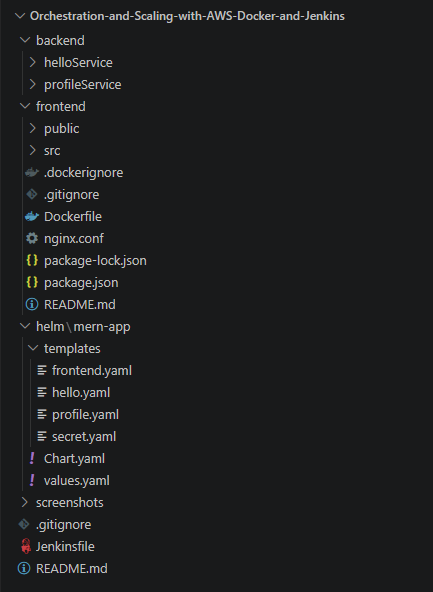 Orchestration-and-Scaling-with-AWS-Docker-and-Jenkins
backend
helloService
profileService
frontend
public
src
.dockerignore
.gitignore
Dockerfile
nginx.conf
package-lock.json
package.json
README.md
helm\mern-app
templates
frontend.yaml
hello.yaml
profile.yaml
secret.yaml
Chart.yaml
values.yaml
screenshots
.gitignore
Jenkinsfile
README.md